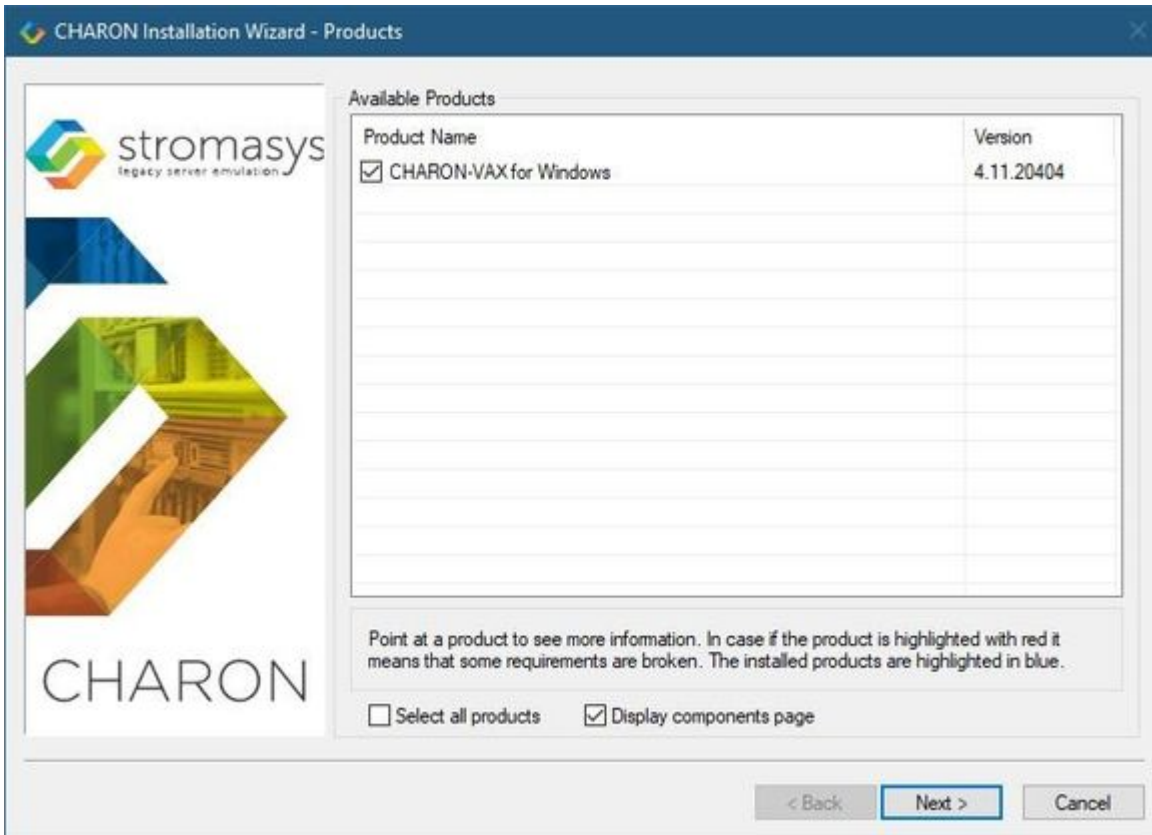 CHARON Installation Wizard - Products
stromasys
legacy server emulation
CHARON
Available Products
Product Name Version
CHARON-VAX for Windows 4.11.20404
Point at a product to see more information. In case if the product is highlighted with red it
means that some requirements are broken. The installed products are highlighted in blue.
Select all products Display components page
< Back Next > Cancel